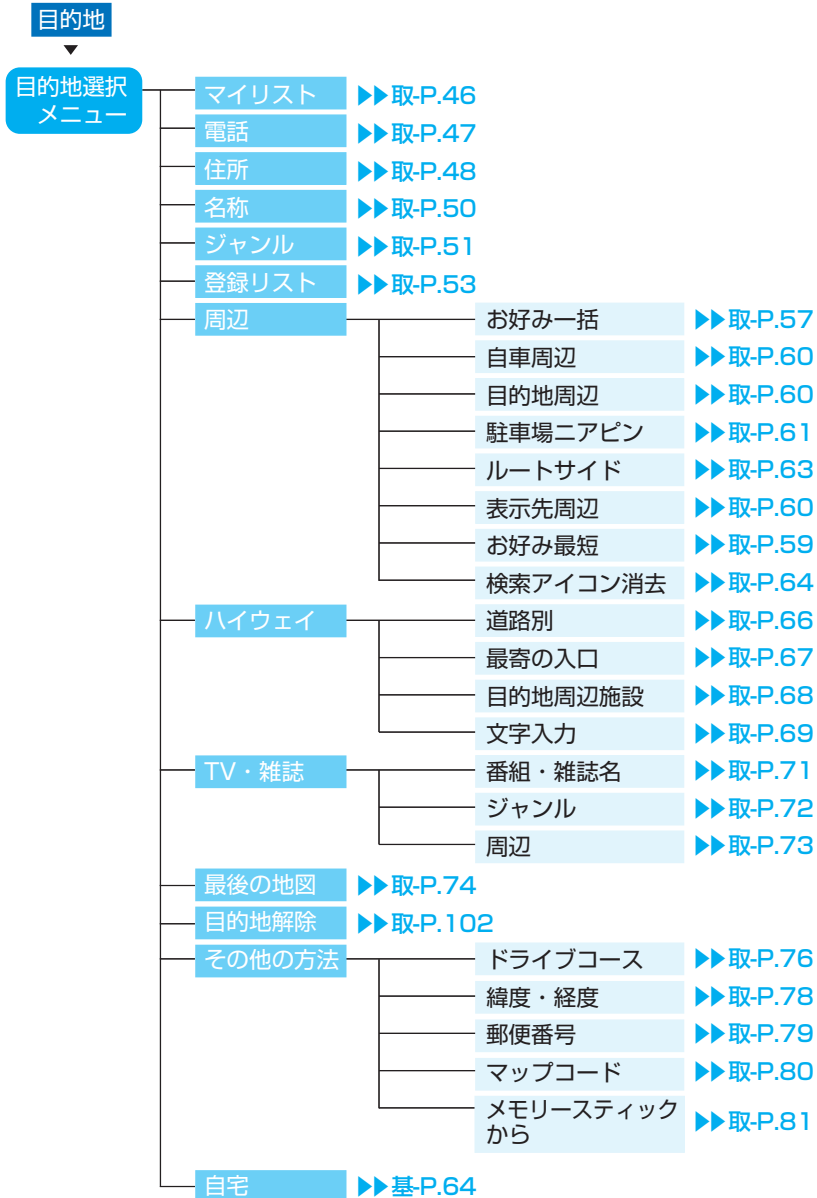 目的地
▼
目的地選択
メニュー
マイリスト ▶▶取-P.46
電話 ▶▶取-P.47
住所 ▶▶取-P.48
名称 ▶▶取-P.50
ジャンル ▶▶取-P.51
登録リスト ▶▶取-P.53
周辺 お好み一括 ▶▶取-P.57
自車周辺 ▶▶取-P.60
目的地周辺 ▶▶取-P.60
駐車場ニアピン ▶▶取-P.61
ルートサイド ▶▶取-P.63
表示先周辺 ▶▶取-P.60
お好み最短 ▶▶取-P.59
検索アイコン消去 ▶▶取-P.64
ハイウェイ 道路別 ▶▶取-P.66
最寄の入口 ▶▶取-P.67
目的地周辺施設 ▶▶取-P.68
文字入力 ▶▶取-P.69
TV・雑誌 番組・雑誌名 ▶▶取-P.71
ジャンル ▶▶取-P.72
周辺 ▶▶取-P.73
最後の地図 ▶▶取-P.74
目的地解除 ▶▶取-P.102
その他の方法 ドライブコース ▶▶取-P.76
緯度・経度 ▶▶取-P.78
郵便番号 ▶▶取-P.79
マップコード ▶▶取-P.80
メモリースティック
から ▶▶取-P.81
自宅 ▶▶基-P.64